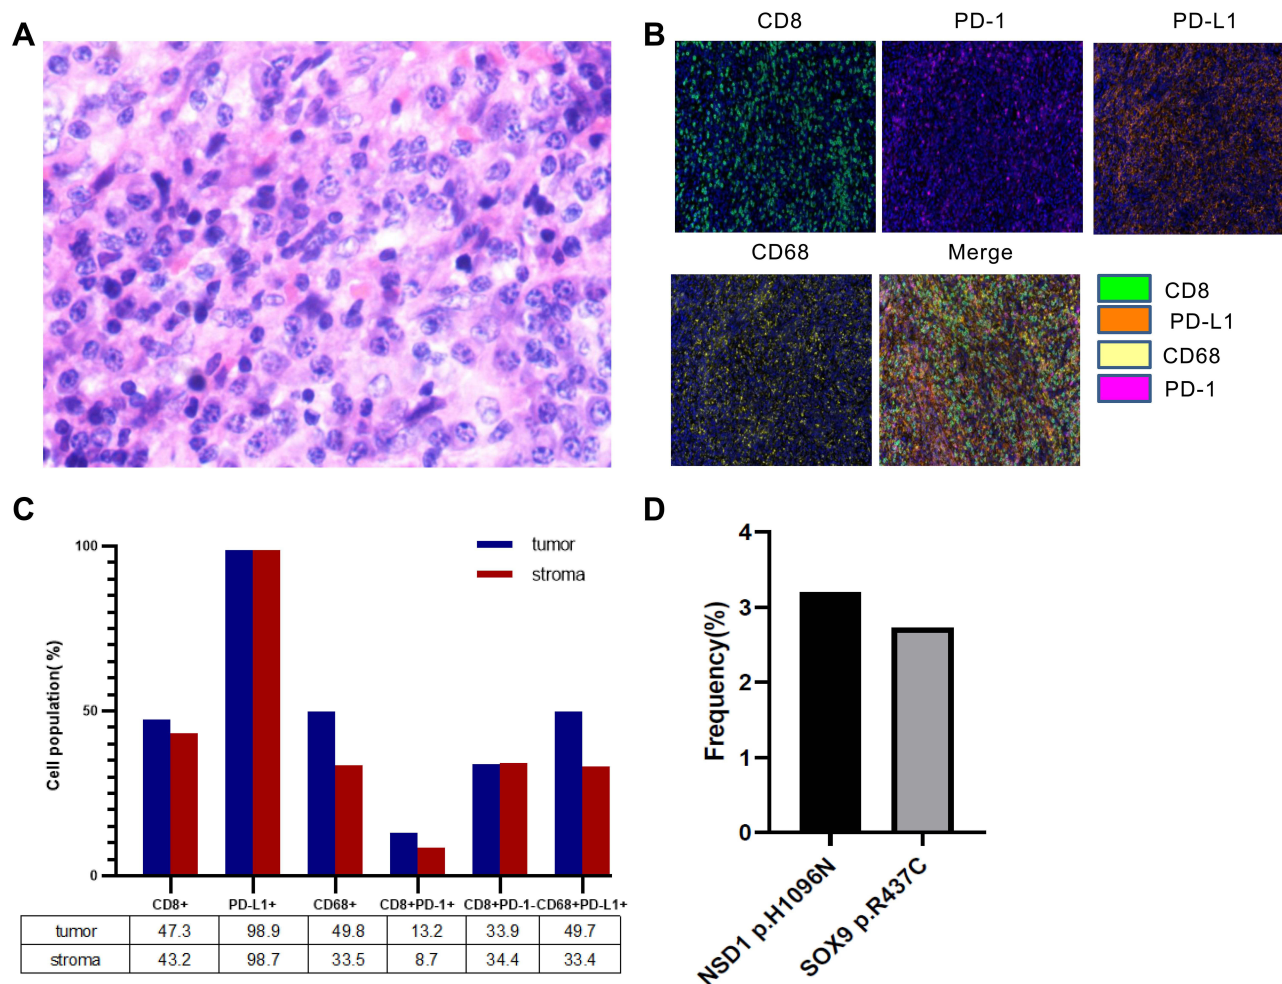 A
B
CD8 PD-1 PD-L1
CD68 Merge
CD8
PD-L1
CD68
PD-1
C
tumor
stroma
Cell population( %)
100
50
0
CD8+ PD-L1+ CD68+ CD8+PD-1+ CD8+PD-1- CD68+PD-L1+
tumor 47.3 98.9 49.8 13.2 33.9 49.7
stroma 43.2 98.7 33.5 8.7 34.4 33.4
D
Frequency(%)
4
3
2
1
0
NSD1 p.H1096N
SOX9 p.R437C